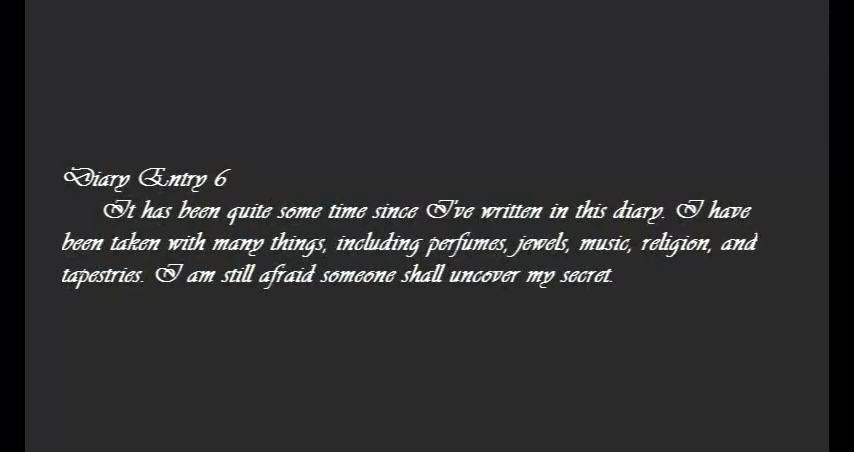 Diary Entry 6
It has been quite some time since I've written in this diary. I have
been taken with many things, including perfumes, jewels, music, religion, and
tapestries. I am still afraid someone shall uncover my secret.